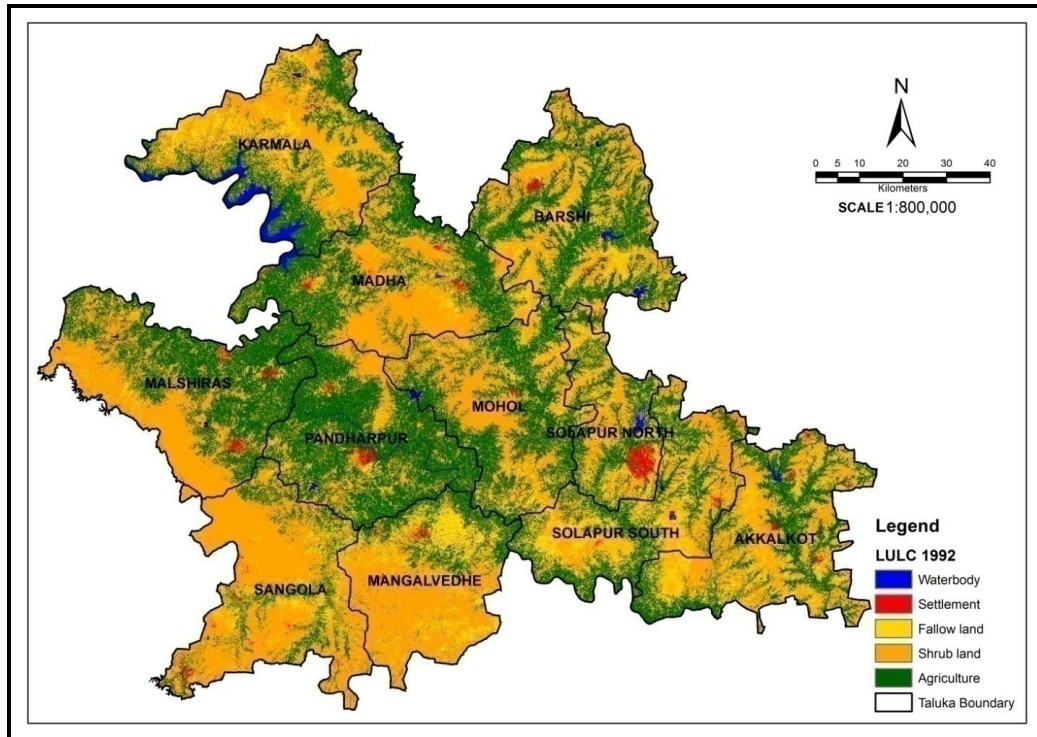 N
0 5 10 20 30 40
Kilometers
SCALE 1:800,000
KARMALA
BARSHI
MADHA
MALSHIRAS
MOHOL
PANDHARPUR
SOLAPUR NORTH
SOLAPUR SOUTH
AKKALKOT
MANGALVEDHE
SANGOLA
Legend
LULC 1992
Waterbody
Settlement
Fallow land
Shrub land
Agriculture
Taluka Boundary